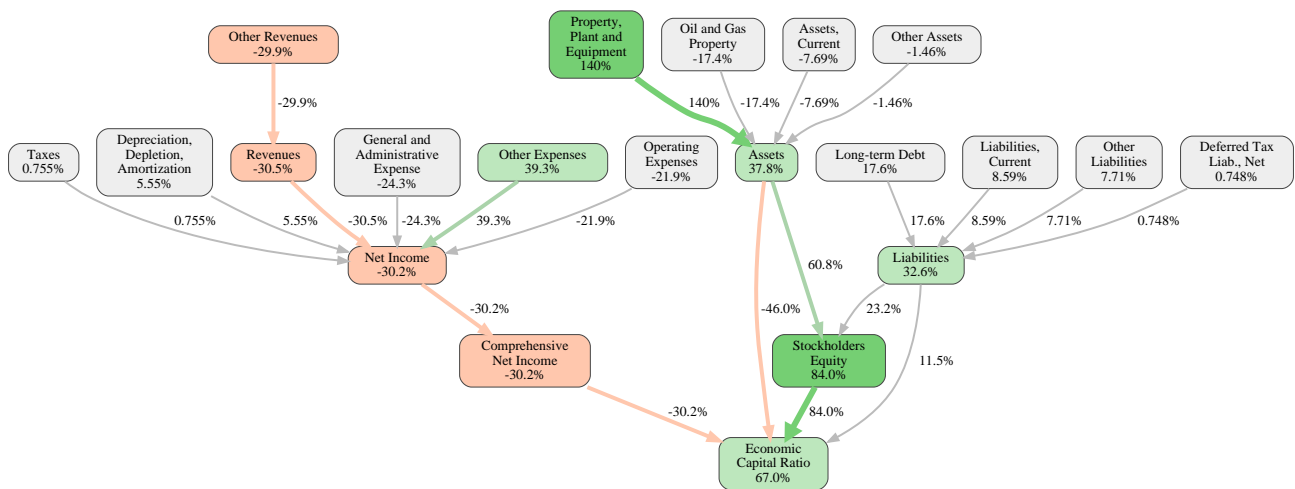 Other Revenues
-29.9%
Property,
Plant and
Equipment
140%
Oil and Gas
Property
-17.4%
Assets,
Current
-7.69%
Other Assets
-1.46%
-29.9%
140%
-17.4%
-7.69%
-1.46%
Taxes
0.755%
Depreciation,
Depletion,
Amortization
5.55%
Revenues
-30.5%
General and
Administrative
Expense
-24.3%
Other Expenses
39.3%
Operating
Expenses
-21.9%
Assets
37.8%
Long-term Debt
17.6%
Liabilities,
Current
8.59%
Other
Liabilities
7.71%
Deferred Tax
Liab., Net
0.748%
0.755%
5.55%
-30.5%
-24.3%
39.3%
-21.9%
17.6%
8.59%
7.71%
0.748%
Net Income
-30.2%
60.8%
Liabilities
32.6%
-30.2%
-46.0%
23.2%
Comprehensive
Net Income
-30.2%
Stockholders
Equity
84.0%
11.5%
-30.2%
84.0%
Economic
Capital Ratio
67.0%